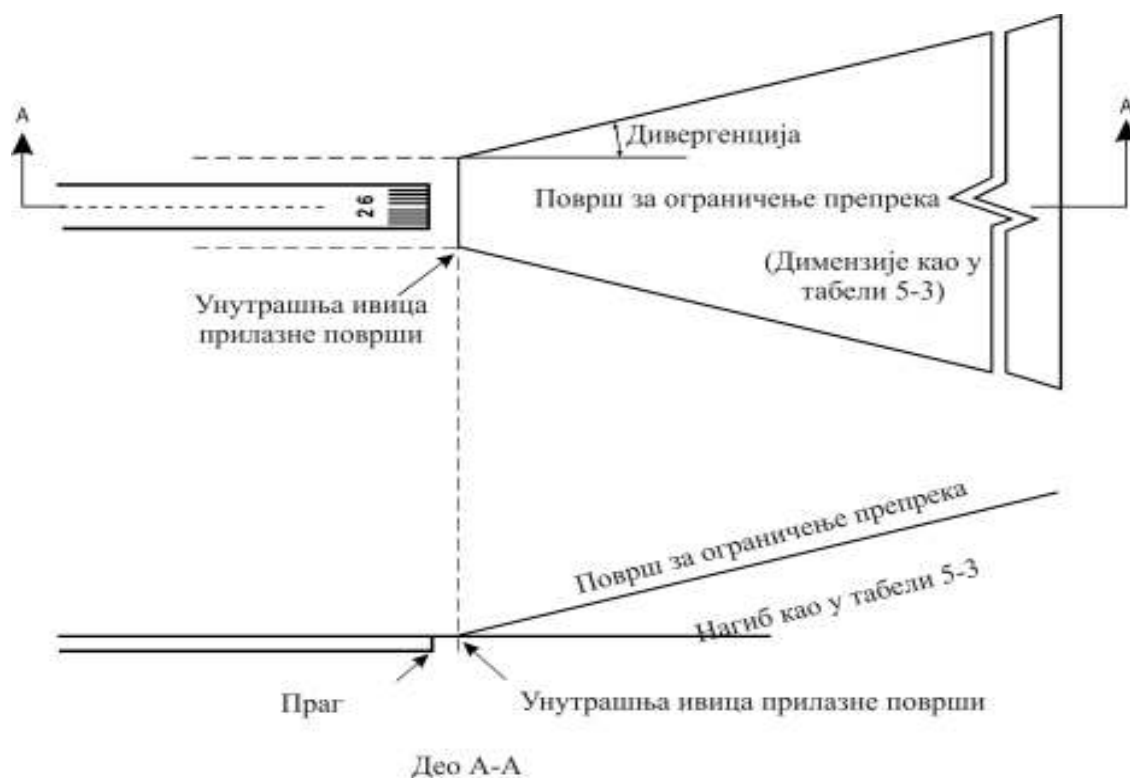 А
А
Дивергенција
26
Површ за ограничење препрека
(Димензије као у
табели 5-3)
Унутрашња ивица
прилазне површи
Површ за ограничење препрека
Нагиб као у табели 5-3
Праг
Унутрашња ивица прилазне површи
Део А-А